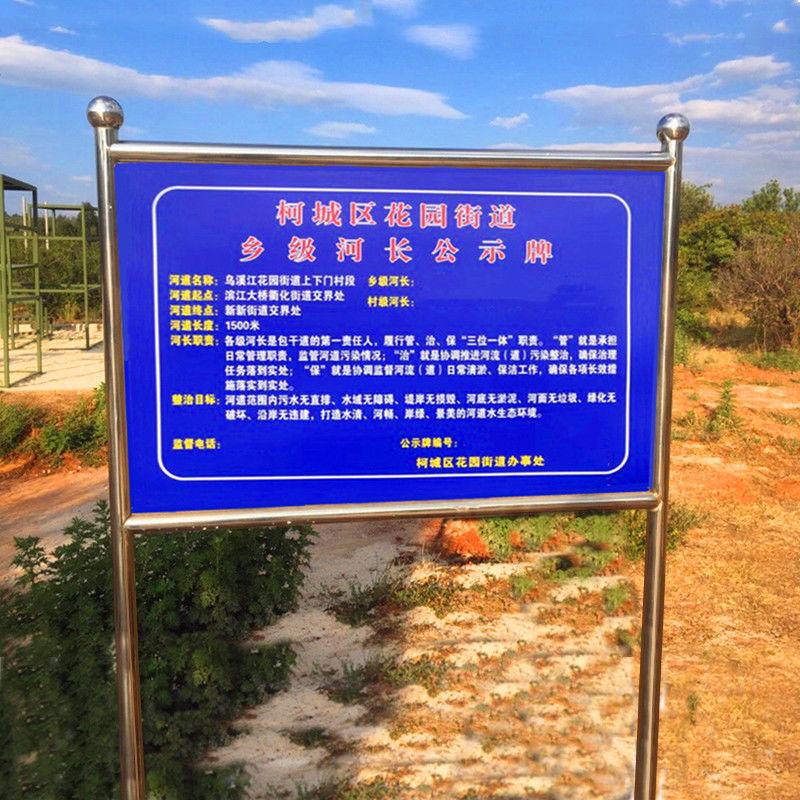 柯城区花园街道
乡级河长公示牌
河道名称：乌溪江花园街道上下门村段 乡级河长：
河道起点：滨江大桥衢化街道交界处 村级河长：
河道终点：新新街道交界处
河道长度：1500米
河长职责：各级河长是包干道的第一责任人，履行管、治、保“三位一体”职责。“管”就是承担
日常管理职责，监管河道污染情况；“治”就是协调推进河流（道）污染整治，确保治理
任务落到实处；“保”就是协调监督河流（道）日常清淤、保洁工作，确保各项长效措
施落实到实处。
整治目标：河道范围内污水无直排、水域无障碍、堤岸无损毁、河底无淤泥、河面无垃圾、绿化无
破坏、沿岸无违建，打造水清、河畅、岸绿、景美的河道水生态环境。
监督电话： 公示牌编号：
柯城区花园街道办事处